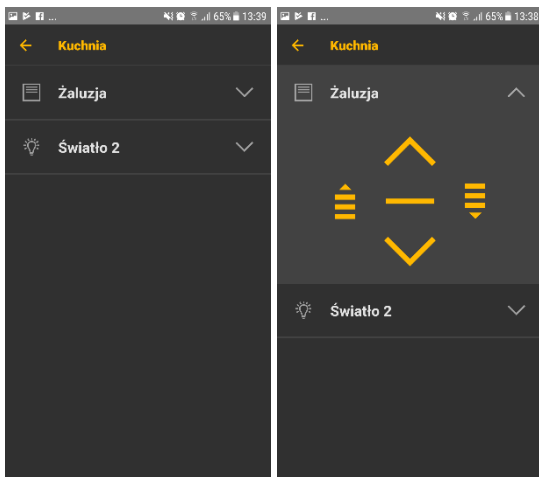 ... 65% 13:39
Kuchnia
Żaluzja
Światło 2
... 65% 13:38
Kuchnia
Żaluzja
Światło 2